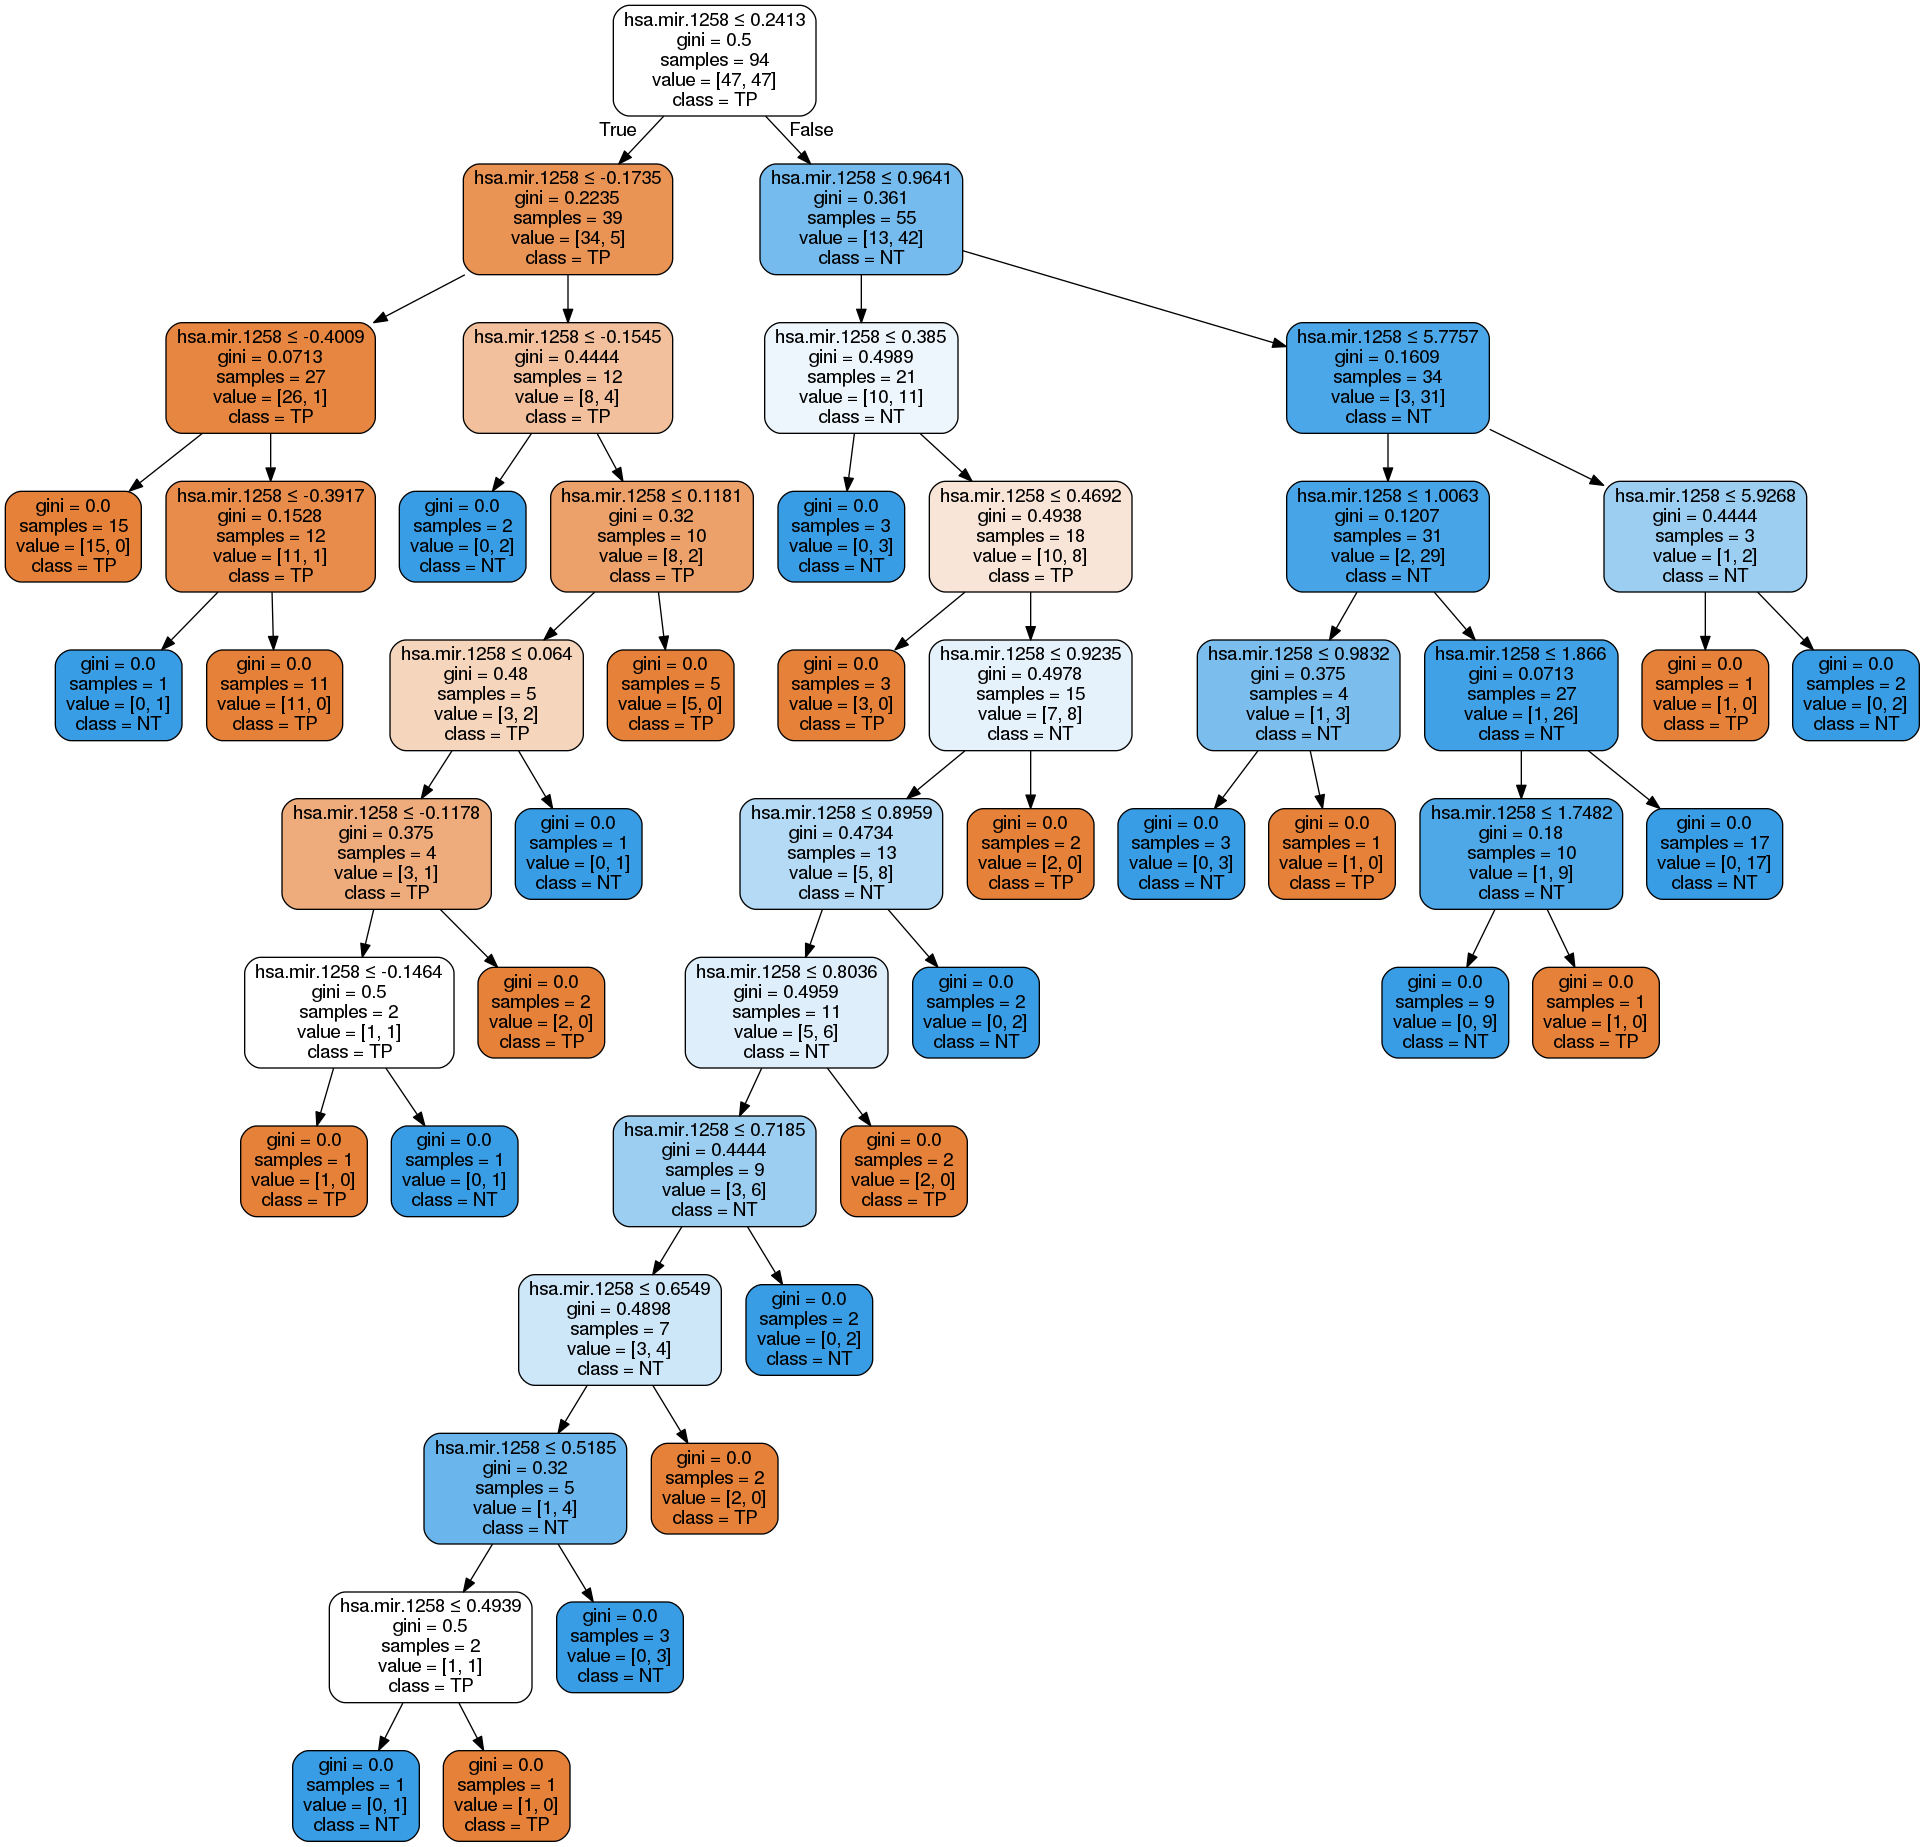 hsa.mir.1258 ≤ 0.2413
gini = 0.5
samples = 94
value = [47, 47]
class = TP
True
False
hsa.mir.1258 ≤ -0.1735
gini = 0.2235
samples = 39
value = [34, 5]
class = TP
hsa.mir.1258 ≤ 0.9641
gini = 0.361
samples = 55
value = [13, 42]
class = NT
hsa.mir.1258 ≤ -0.4009
gini = 0.0713
samples = 27
value = [26, 1]
class = TP
hsa.mir.1258 ≤ -0.1545
gini = 0.4444
samples = 12
value = [8, 4]
class = TP
hsa.mir.1258 ≤ 0.385
gini = 0.4989
samples = 21
value = [10, 11]
class = NT
hsa.mir.1258 ≤ 5.7757
gini = 0.1609
samples = 34
value = [3, 31]
class = NT
gini = 0.0
samples = 15
value = [15, 0]
class = TP
hsa.mir.1258 ≤ -0.3917
gini = 0.1528
samples = 12
value = [11, 1]
class = TP
gini = 0.0
samples = 2
value = [0, 2]
class = NT
hsa.mir.1258 ≤ 0.1181
gini = 0.32
samples = 10
value = [8, 2]
class = TP
gini = 0.0
samples = 3
value = [0, 3]
class = NT
hsa.mir.1258 ≤ 0.4692
gini = 0.4938
samples = 18
value = [10, 8]
class = TP
hsa.mir.1258 ≤ 1.0063
gini = 0.1207
samples = 31
value = [2, 29]
class = NT
hsa.mir.1258 ≤ 5.9268
gini = 0.4444
samples = 3
value = [1, 2]
class = NT
gini = 0.0
samples = 1
value = [0, 1]
class = NT
gini = 0.0
samples = 11
value = [11, 0]
class = TP
hsa.mir.1258 ≤ 0.064
gini = 0.48
samples = 5
value = [3, 2]
class = TP
gini = 0.0
samples = 5
value = [5, 0]
class = TP
gini = 0.0
samples = 3
value = [3, 0]
class = TP
hsa.mir.1258 ≤ 0.9235
gini = 0.4978
samples = 15
value = [7, 8]
class = NT
hsa.mir.1258 ≤ 0.9832
gini = 0.375
samples = 4
value = [1, 3]
class = NT
hsa.mir.1258 ≤ 1.866
gini = 0.0713
samples = 27
value = [1, 26]
class = NT
gini = 0.0
samples = 1
value = [1, 0]
class = TP
gini = 0.0
samples = 2
value = [0, 2]
class = NT
hsa.mir.1258 ≤ -0.1178
gini = 0.375
samples = 4
value = [3, 1]
class = TP
gini = 0.0
samples = 1
value = [0, 1]
class = NT
hsa.mir.1258 ≤ 0.8959
gini = 0.4734
samples = 13
value = [5, 8]
class = NT
gini = 0.0
samples = 2
value = [2, 0]
class = TP
gini = 0.0
samples = 3
value = [0, 3]
class = NT
gini = 0.0
samples = 1
value = [1, 0]
class = TP
hsa.mir.1258 ≤ 1.7482
gini = 0.18
samples = 10
value = [1, 9]
class = NT
gini = 0.0
samples = 17
value = [0, 17]
class = NT
hsa.mir.1258 ≤ -0.1464
gini = 0.5
samples = 2
value = [1, 1]
class = TP
gini = 0.0
samples = 2
value = [2, 0]
class = TP
hsa.mir.1258 ≤ 0.8036
gini = 0.4959
samples = 11
value = [5, 6]
class = NT
gini = 0.0
samples = 2
value = [0, 2]
class = NT
gini = 0.0
samples = 9
value = [0, 9]
class = NT
gini = 0.0
samples = 1
value = [1, 0]
class = TP
gini = 0.0
samples = 1
value = [1, 0]
class = TP
gini = 0.0
samples = 1
value = [0, 1]
class = NT
hsa.mir.1258 ≤ 0.7185
gini = 0.4444
samples = 9
value = [3, 6]
class = NT
gini = 0.0
samples = 2
value = [2, 0]
class = TP
hsa.mir.1258 ≤ 0.6549
gini = 0.4898
samples = 7
value = [3, 4]
class = NT
gini = 0.0
samples = 2
value = [0, 2]
class = NT
hsa.mir.1258 ≤ 0.5185
gini = 0.32
samples = 5
value = [1, 4]
class = NT
gini = 0.0
samples = 2
value = [2, 0]
class = TP
hsa.mir.1258 ≤ 0.4939
gini = 0.5
samples = 2
value = [1, 1]
class = TP
gini = 0.0
samples = 3
value = [0, 3]
class = NT
gini = 0.0
samples = 1
value = [0, 1]
class = NT
gini = 0.0
samples = 1
value = [1, 0]
class = TP